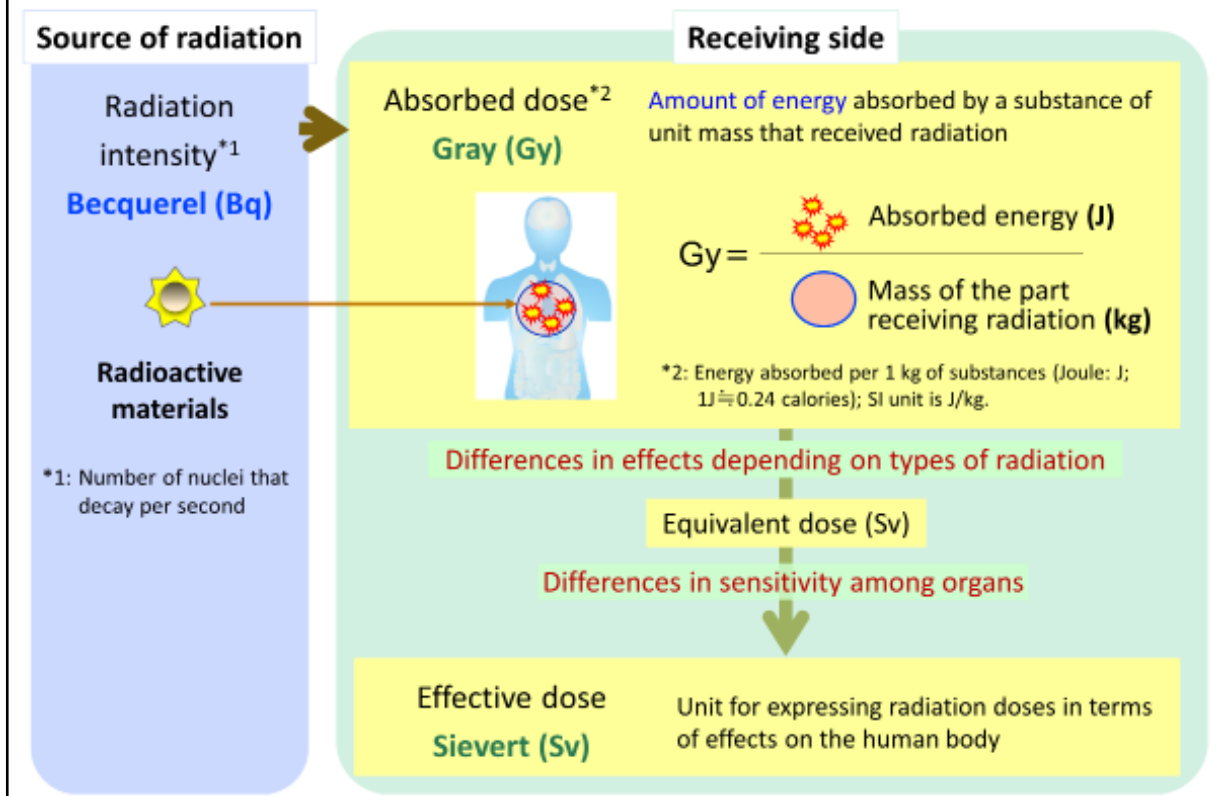 Source of radiation
Radiation
intensity*1
Becquerel (Bq)
Radioactive
materials
*1: Number of nuclei that
decay per second
Receiving side
Absorbed dose*2
Gray (Gy)
Amount of energy absorbed by a substance of
unit mass that received radiation
Gy=
Absorbed energy (J)
Mass of the part
receiving radiation (kg)
*2: Energy absorbed per 1 kg of substances (Joule: J;
1J≒0.24 calories); SI unit is J/kg.
Differences in effects depending on types of radiation
Equivalent dose (Sv)
Differences in sensitivity among organs
Effective dose
Sievert (Sv)
Unit for expressing radiation doses in terms
of effects on the human body